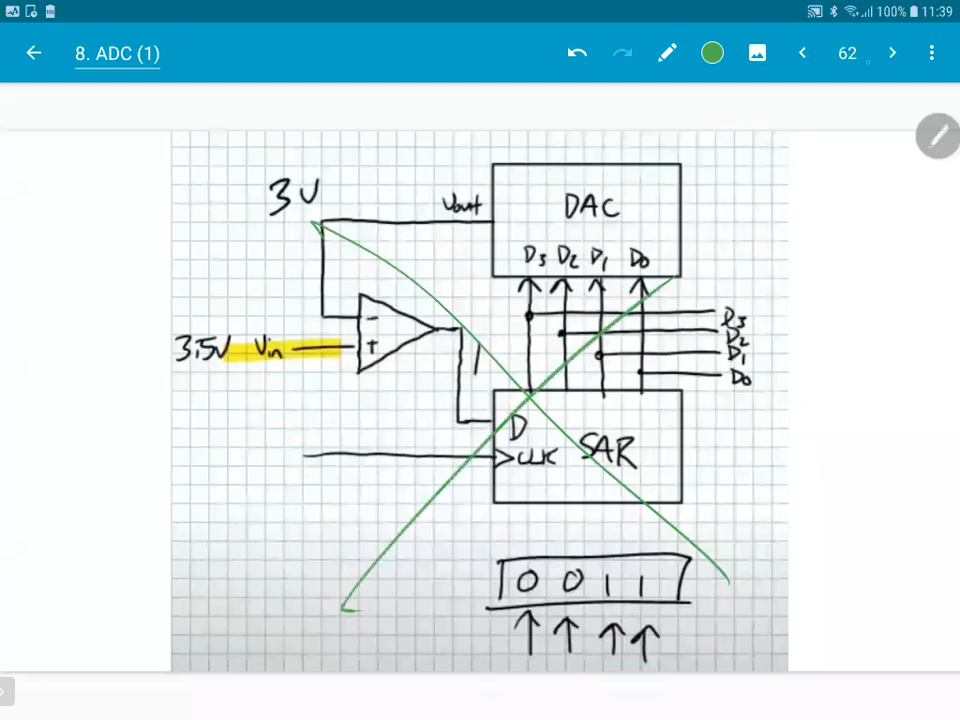 100% 11:39
8. ADC (1)
62
3V
Vout
DAC
D3 D2 D1 D0
-
3.5V Vin
+
1
D3
D2
D1
D0
D
CLK
SAR
0 0 1 1